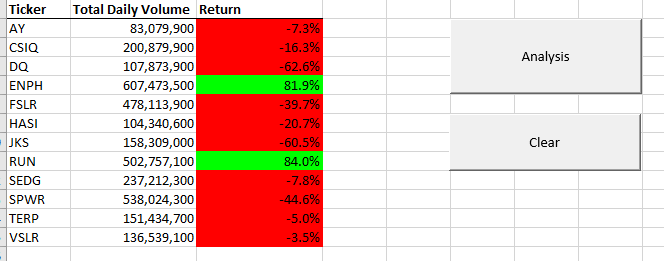 Ticker Total Daily Volume Return
AY 83,079,900 -7.3%
CSIQ 200,879,900 -16.3%
DQ 107,873,900 -62.6%
ENPH 607,473,500 81.9%
FSLR 478,113,900 -39.7%
HASI 104,340,600 -20.7%
JKS 158,309,000 -60.5%
RUN 502,757,100 84.0%
SEDG 237,212,300 -7.8%
SPWR 538,024,300 -44.6%
TERP 151,434,700 -5.0%
VSLR 136,539,100 -3.5%
Analysis
Clear